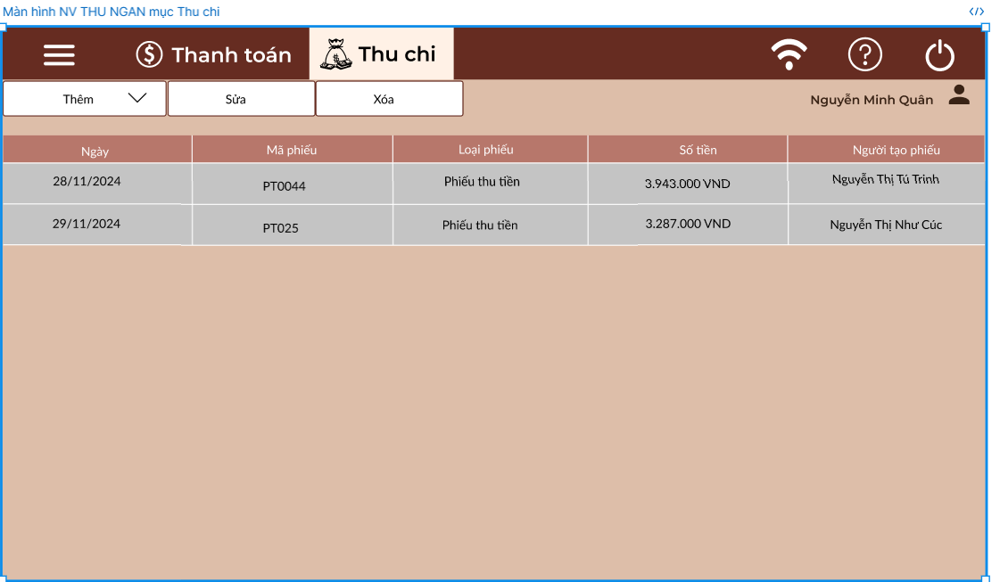 Màn hình NV THU NGAN mục Thu chi
Thanh toán Thu chi
Thêm Sửa Xóa Nguyễn Minh Quân
Ngày Mã phiếu Loại phiếu Số tiền Người tạo phiếu
28/11/2024 PT0044 Phiếu thu tiền 3.943.000 VND Nguyễn Thị Tú Trinh
29/11/2024 PT025 Phiếu thu tiền 3.287.000 VND Nguyễn Thị Như Cúc